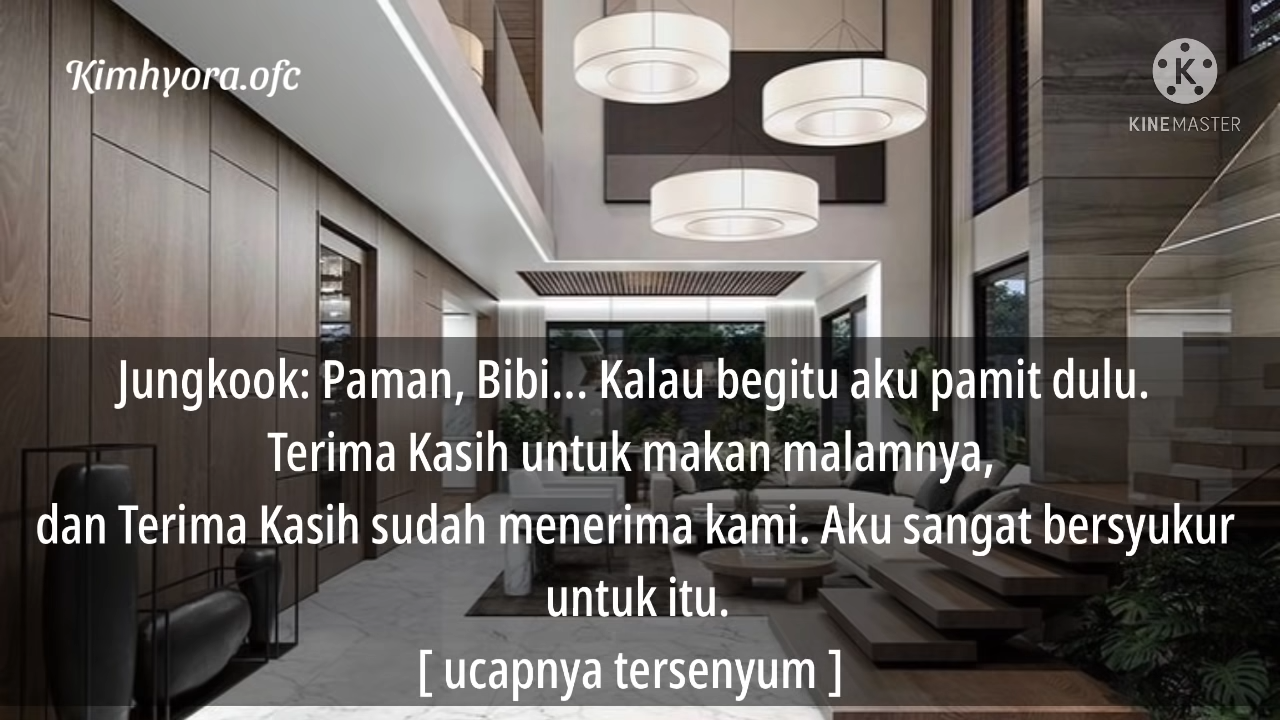 Kimhyora.ofc
K
KINEMASTER
Jungkook: Paman, Bibi... Kalau begitu aku pamit dulu.
Terima Kasih untuk makan malamnya,
dan Terima Kasih sudah menerima kami. Aku sangat bersyukur
untuk itu.
[ ucapnya tersenyum ]